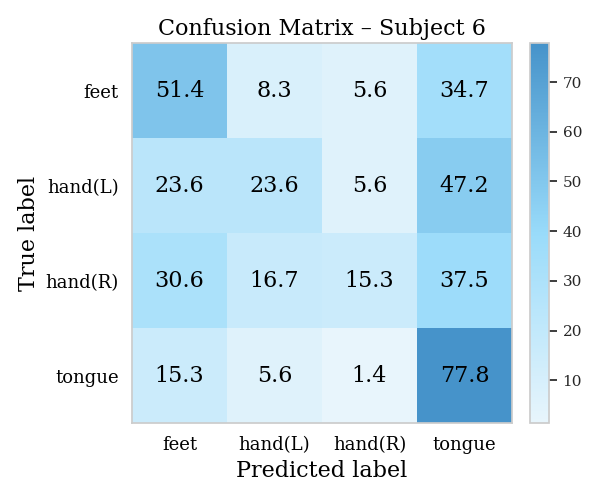 Confusion Matrix – Subject 6
True label
feet 51.4 8.3 5.6 34.7
hand(L) 23.6 23.6 5.6 47.2
hand(R) 30.6 16.7 15.3 37.5
tongue 15.3 5.6 1.4 77.8
feet hand(L) hand(R) tongue
Predicted label
70
60
50
40
30
20
10